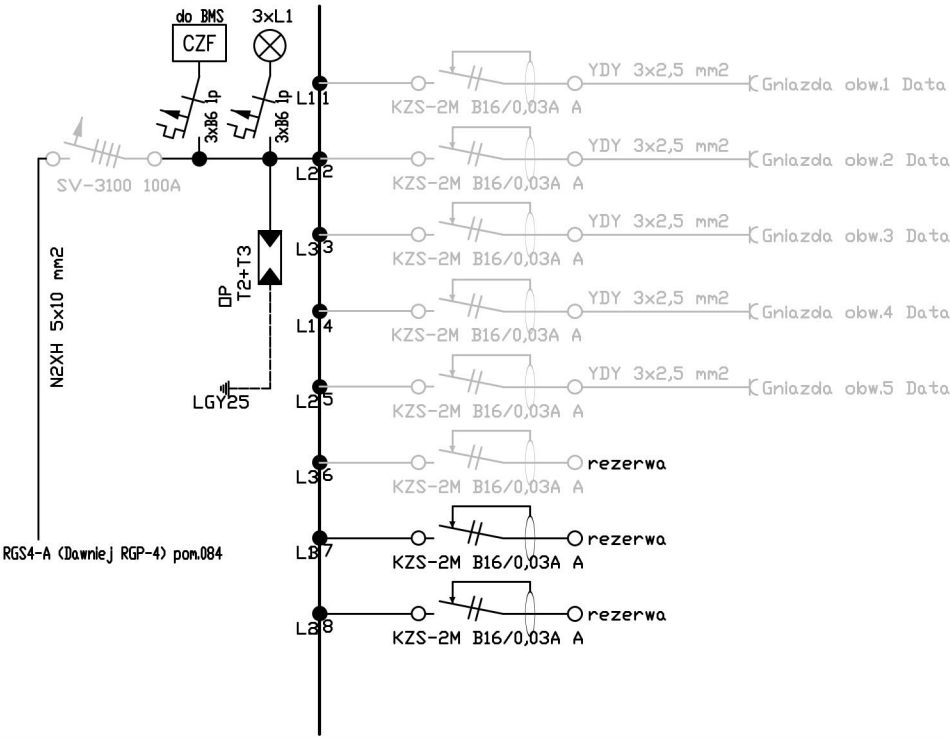 do BMS
3xL1
CZF
3xB6 1p
3xB6 1p
L1 1
KZS-2M B16/0,03A A
YDY 3x2,5 mm2
Gniazda obw.1 Data
SV-3100 100A
L2 2
KZS-2M B16/0,03A A
YDY 3x2,5 mm2
Gniazda obw.2 Data
N2XH 5x10 mm2
OP
T2+T3
L3 3
KZS-2M B16/0,03A A
YDY 3x2,5 mm2
Gniazda obw.3 Data
L1 4
KZS-2M B16/0,03A A
YDY 3x2,5 mm2
Gniazda obw.4 Data
LGY25
L2 5
KZS-2M B16/0,03A A
YDY 3x2,5 mm2
Gniazda obw.5 Data
L3 6
KZS-2M B16/0,03A A
rezerwa
RGS4-A (Dawniej RGP-4) pom.084
7
KZS-2M B16/0,03A A
rezerwa
8
KZS-2M B16/0,03A A
rezerwa